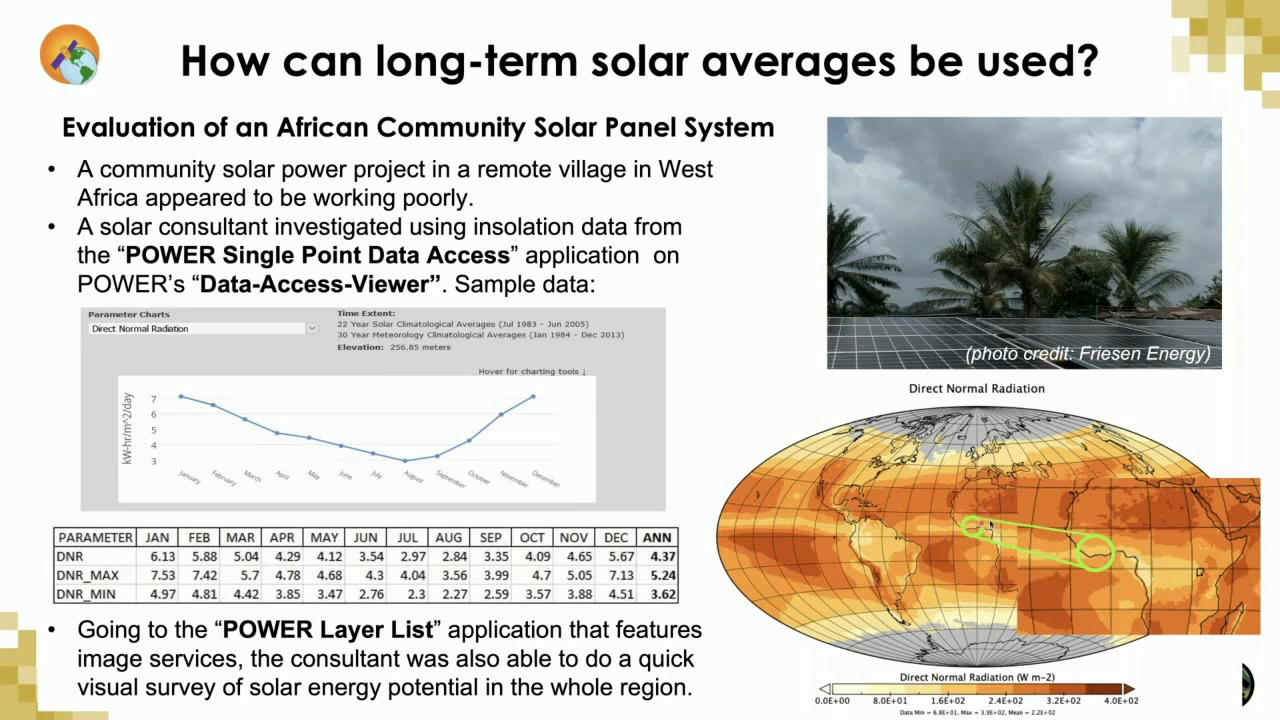 How can long-term solar averages be used?
Evaluation of an African Community Solar Panel System
• A community solar power project in a remote village in West
Africa appeared to be working poorly.
• A solar consultant investigated using insolation data from
the “POWER Single Point Data Access” application on
POWER’s “Data-Access-Viewer”. Sample data:
Parameter Charts
Direct Normal Radiation
Time Extent:
22 Year Solar Climatological Averages (Jul 1983 - Jun 2005)
30 Year Meteorology Climatological Averages (Jan 1984 - Dec 2013)
Elevation: 256.85 meters
Hover for charting tools ↓
kW-hr/m^2/day
7
6
5
4
3
January February March April May June July August September October November December
PARAMETER JAN FEB MAR APR MAY JUN JUL AUG SEP OCT NOV DEC ANN
DNR 6.13 5.88 5.04 4.29 4.12 3.54 2.97 2.84 3.35 4.09 4.65 5.67 4.37
DNR_MAX 7.53 7.42 5.7 4.78 4.68 4.3 4.04 3.56 3.99 4.7 5.05 7.13 5.24
DNR_MIN 4.97 4.81 4.42 3.85 3.47 2.76 2.3 2.27 2.59 3.57 3.88 4.51 3.62
• Going to the “POWER Layer List” application that features
image services, the consultant was also able to do a quick
visual survey of solar energy potential in the whole region.
(photo credit: Friesen Energy)
Direct Normal Radiation
Direct Normal Radiation (W m-2)
0.0E+00 8.0E+01 1.6E+02 2.4E+02 3.2E+02 4.0E+02
Data Min = 6.8E+01, Max = 3.9E+02, Mean = 2.2E+02